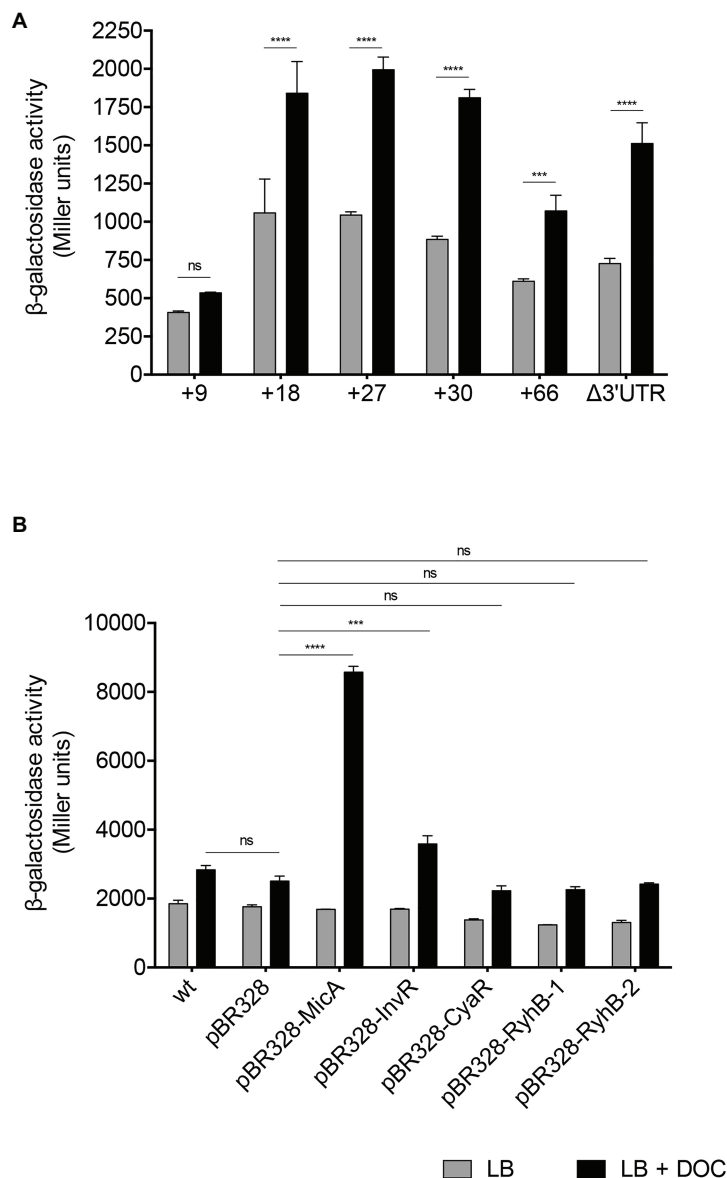 A
β-galactosidase activity
(Miller units)
2250
2000
1750
1500
1250
1000
750
500
250
0
ns
****
****
****
***
****
+9
+18
+27
+30
+66
Δ3'UTR
B
β-galactosidase activity
(Miller units)
10000
8000
6000
4000
2000
0
ns
ns
ns
***
****
ns
wt
pBR328
pBR328-MicA
pBR328-InvR
pBR328-CyaR
pBR328-RyhB-1
pBR328-RyhB-2
LB
LB + DOC